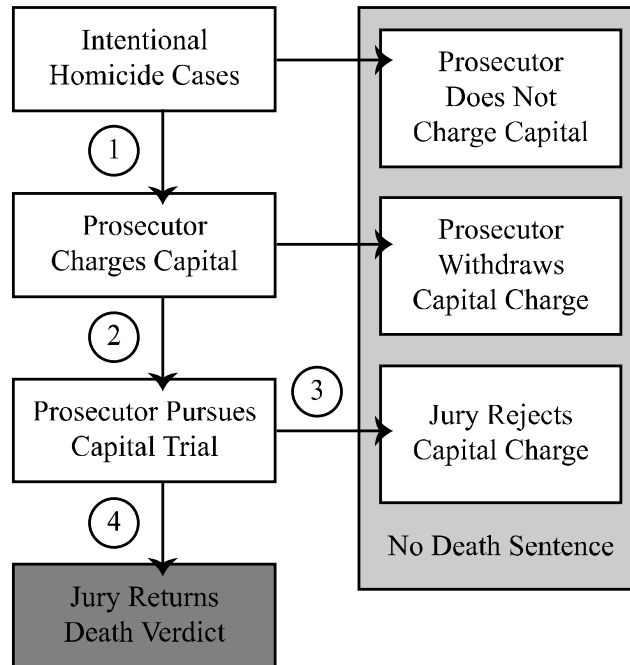 Intentional
Homicide Cases
Prosecutor
Does Not
Charge Capital
1
Prosecutor
Charges Capital
Prosecutor
Withdraws
Capital Charge
2
Prosecutor Pursues
Capital Trial
3
Jury Rejects
Capital Charge
4
No Death Sentence
Jury Returns
Death Verdict